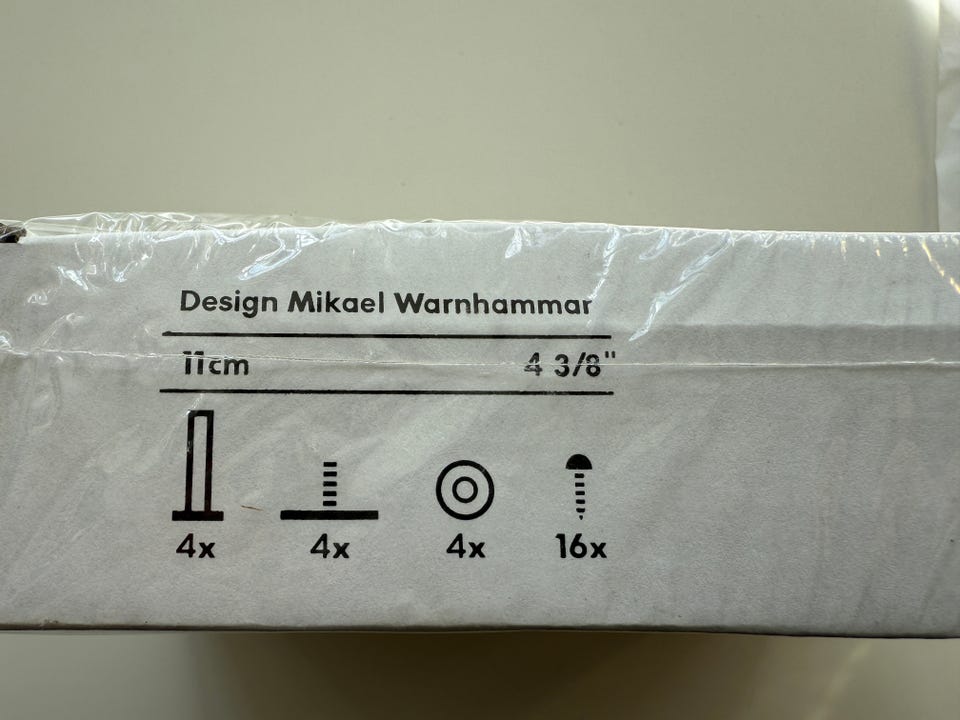 Design Mikael Warnhammar
11cm 4 3/8"
4x 4x 4x 16x